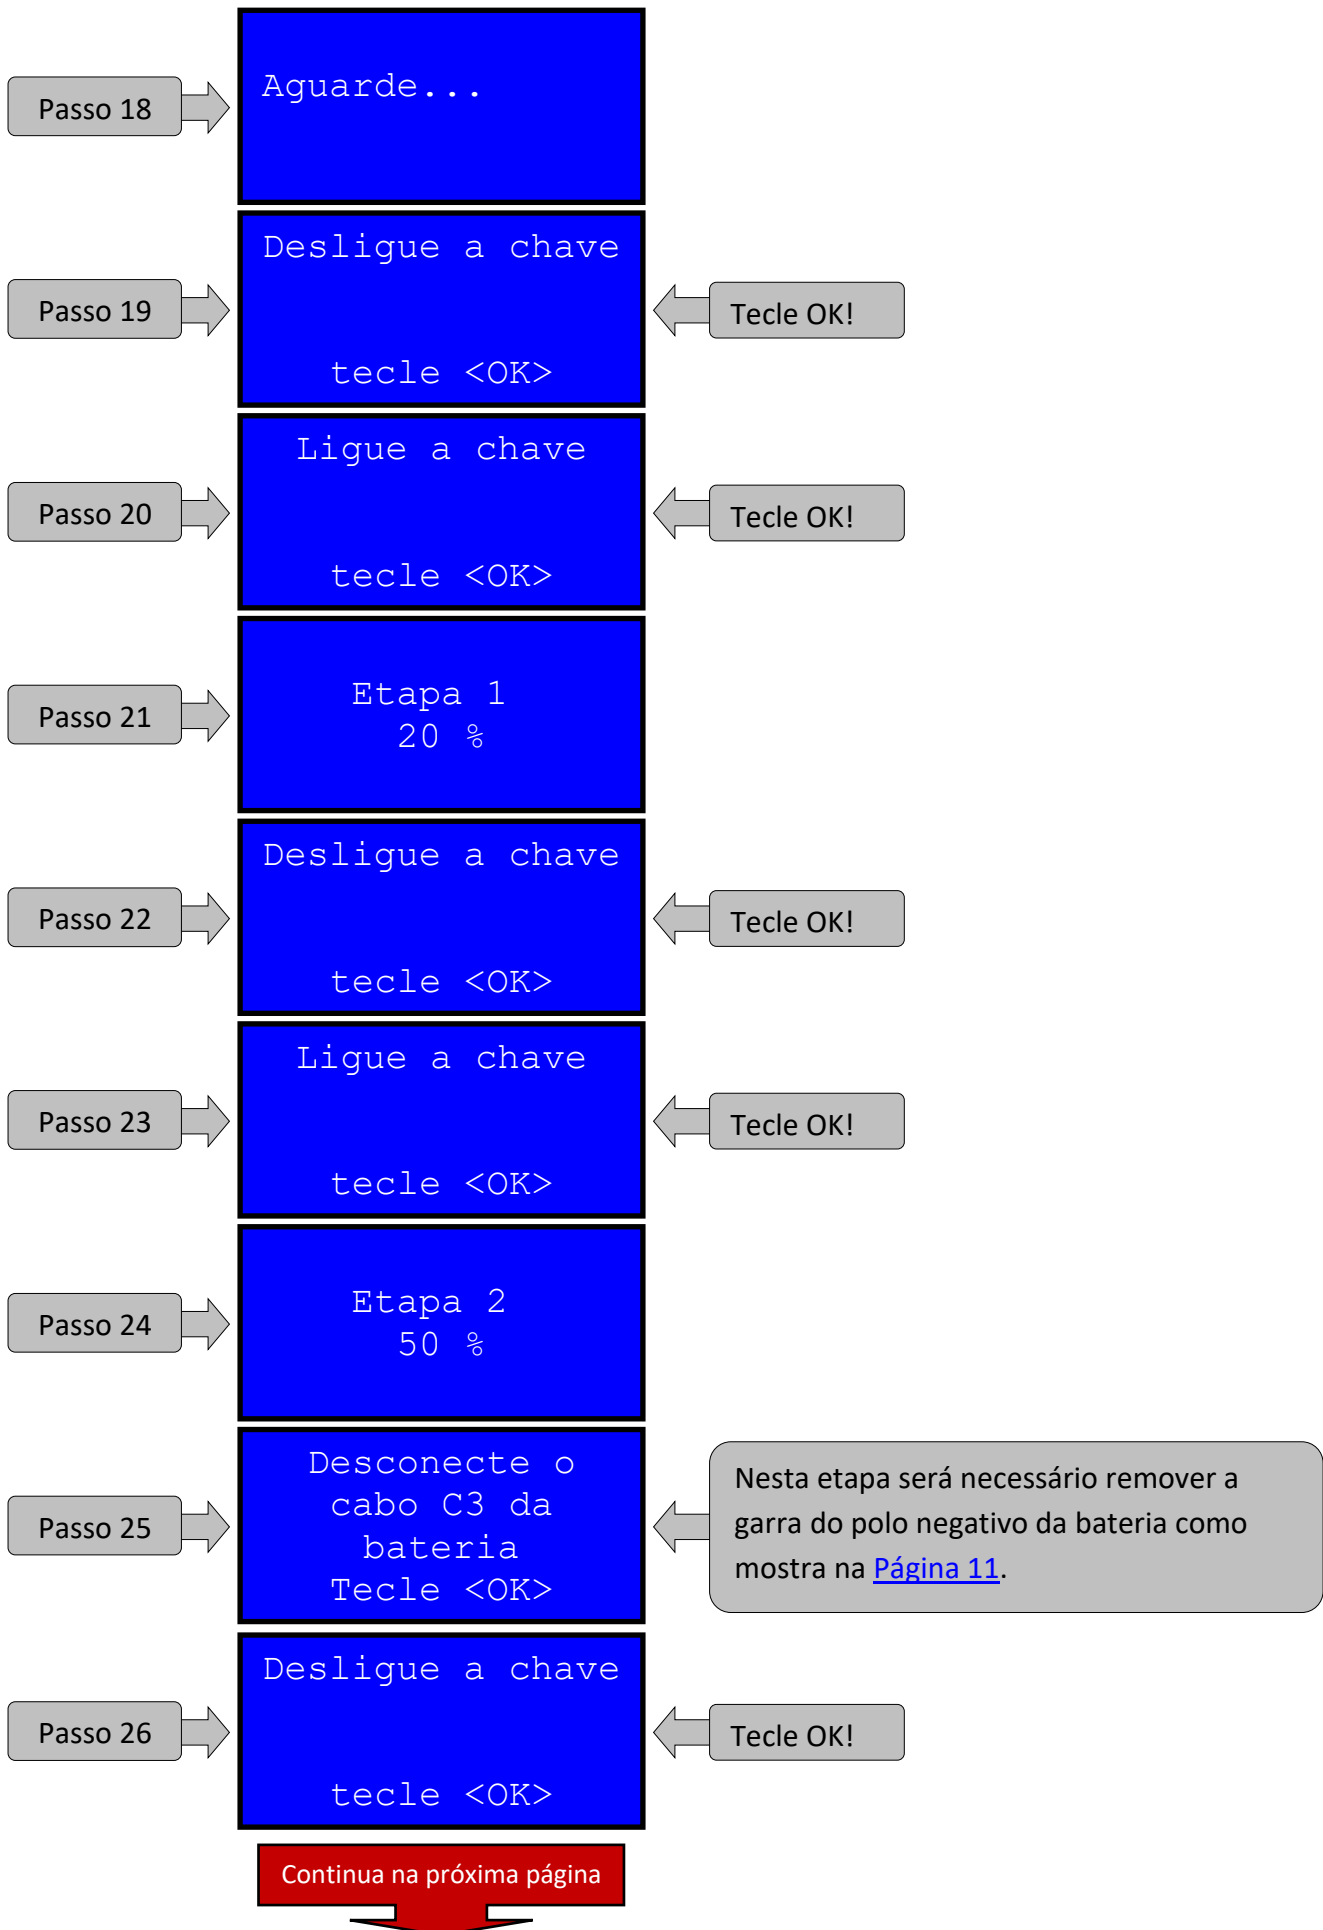 Passo 18
Aguarde...
Passo 19
Desligue a chave
tecle <OK>
Tecle OK!
Passo 20
Ligue a chave
tecle <OK>
Tecle OK!
Passo 21
Etapa 1
20 %
Passo 22
Desligue a chave
tecle <OK>
Tecle OK!
Passo 23
Ligue a chave
tecle <OK>
Tecle OK!
Passo 24
Etapa 2
50 %
Passo 25
Desconecte o
cabo C3 da
bateria
Tecle <OK>
Nesta etapa será necessário remover a
garra do polo negativo da bateria como
mostra na Página 11.
Passo 26
Desligue a chave
tecle <OK>
Tecle OK!
Continua na próxima página